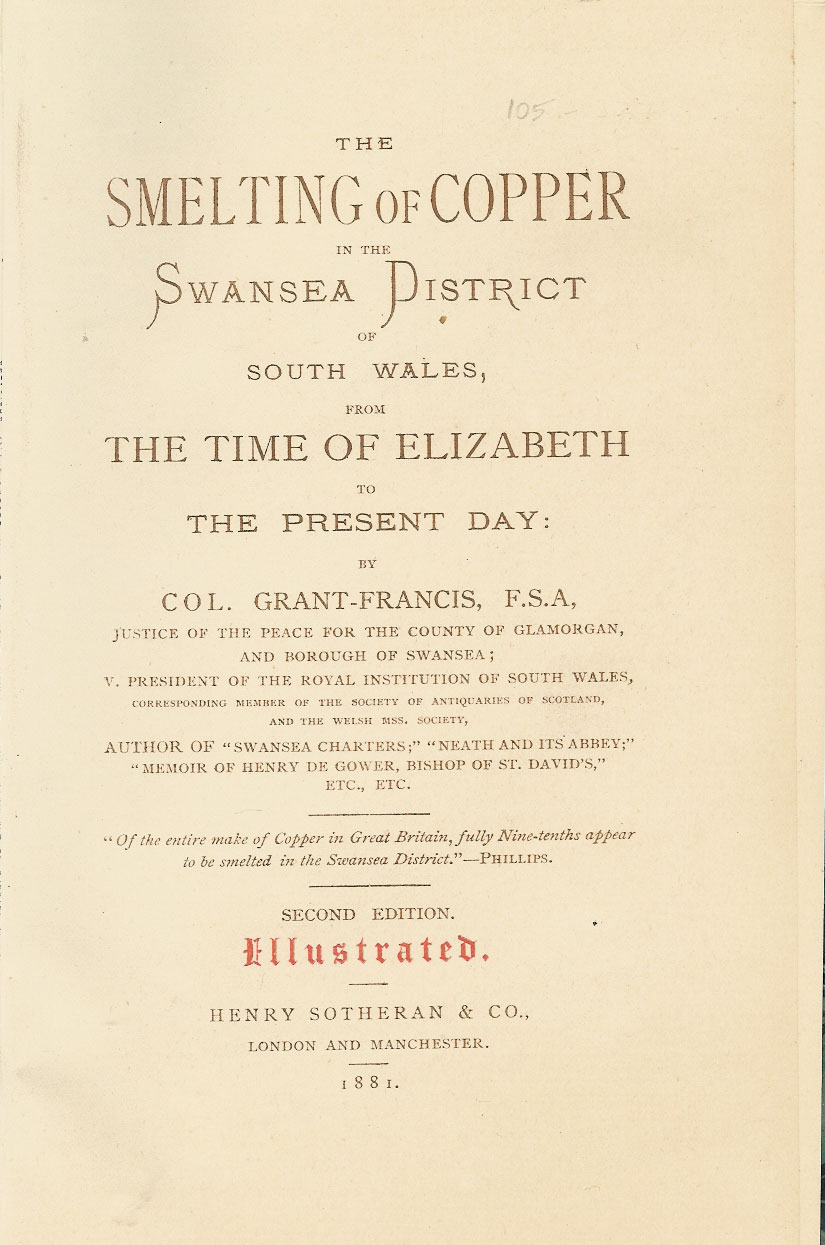 105 -
THE
SMELTING OF COPPER
IN THE
SWANSEA DISTRICT
OF
SOUTH WALES,
FROM
THE TIME OF ELIZABETH
TO
THE PRESENT DAY:
BY
COL. GRANT-FRANCIS, F.S.A,
JUSTICE OF THE PEACE FOR THE COUNTY OF GLAMORGAN,
AND BOROUGH OF SWANSEA;
V. PRESIDENT OF THE ROYAL INSTITUTION OF SOUTH WALES,
CORRESPONDING MEMBER OF THE SOCIETY OF ANTIQUARIES OF SCOTLAND,
AND THE WELSH MSS. SOCIETY,
AUTHOR OF “SWANSEA CHARTERS;” “NEATH AND ITS ABBEY;”
“MEMOIR OF HENRY DE GOWER, BISHOP OF ST. DAVID'S,”
ETC., ETC.
“Of the entire make of Copper in Great Britain, fully Nine-tenths appear
to be smelted in the Swansea District.”—PHILLIPS.
SECOND EDITION.
Illustrated.
HENRY SOTHERAN & CO.,
LONDON AND MANCHESTER.
1881.